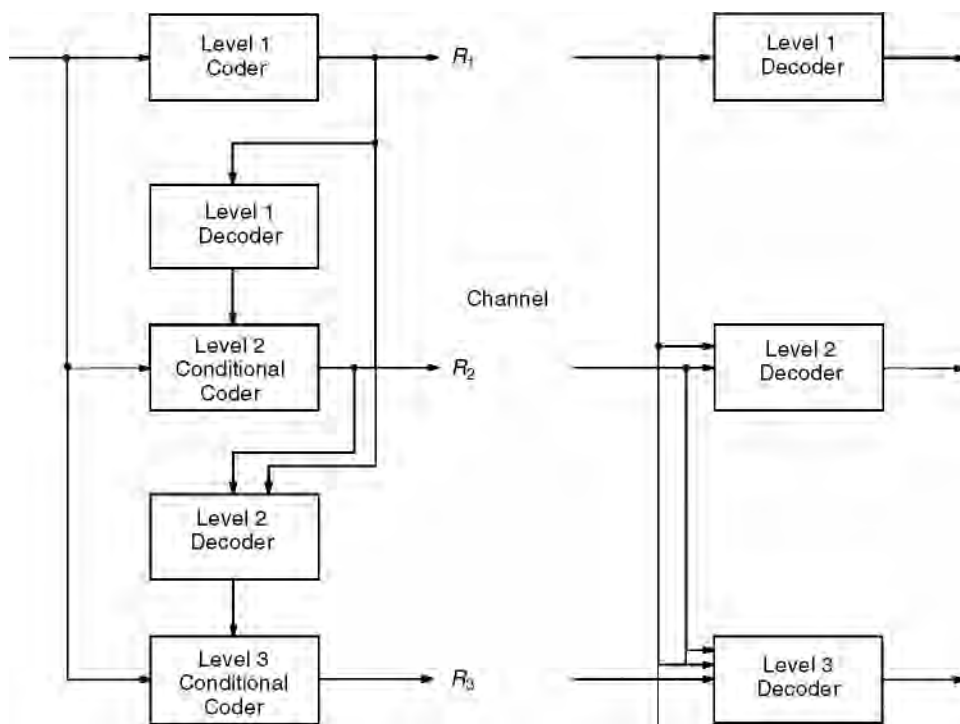 Level 1
Coder
R1
Level 1
Decoder
Level 1
Decoder
Channel
Level 2
Conditional
Coder
R2
Level 2
Decoder
Level 2
Decoder
Level 3
Conditional
Coder
R3
Level 3
Decoder